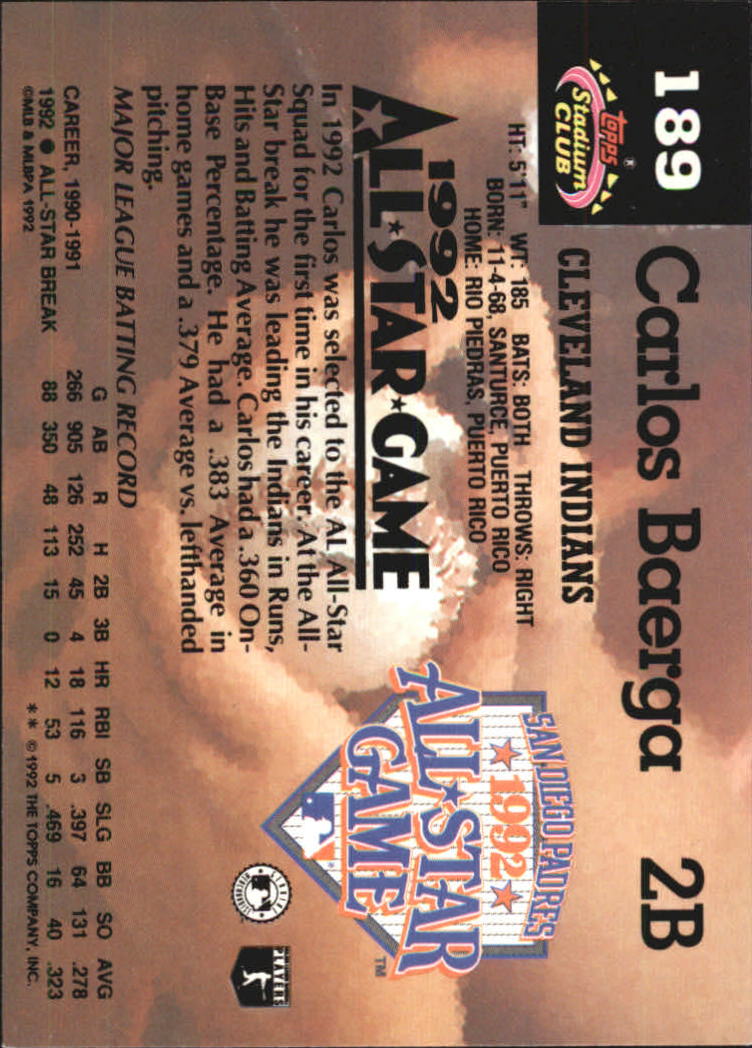 189 Carlos Baerga 2B
Topps®
Stadium
CLUB
CLEVELAND INDIANS
HT: 5'11" WT: 185 BATS: BOTH THROWS: RIGHT
BORN: 11-4-68, SANTURCE, PUERTO RICO
HOME: RIO PIEDRAS, PUERTO RICO
1992
ALL★STAR★GAME
SAN DIEGO PADRES
★1992★
ALL★STAR
GAME
TM
In 1992 Carlos was selected to the AL All-Star
Squad for the first time in his career. At the All-
Star break he was leading the Indians in Runs,
Hits and Batting Average. Carlos had a .360 On-
Base Percentage. He had a .383 Average in
home games and a .379 Average vs. lefthanded
pitching.
PLAYERS
MAJOR LEAGUE BATTING RECORD
G AB R H 2B 3B HR RBI SB SLG BB SO AVG
CAREER, 1990-1991 266 905 126 252 45 4 18 116 3 .397 64 131 .278
1992 ● ALL-STAR BREAK 88 350 48 113 15 0 12 53 5 .469 16 40 .323
©MLB & MLBPA 1992 ** ©1992 THE TOPPS COMPANY, INC.